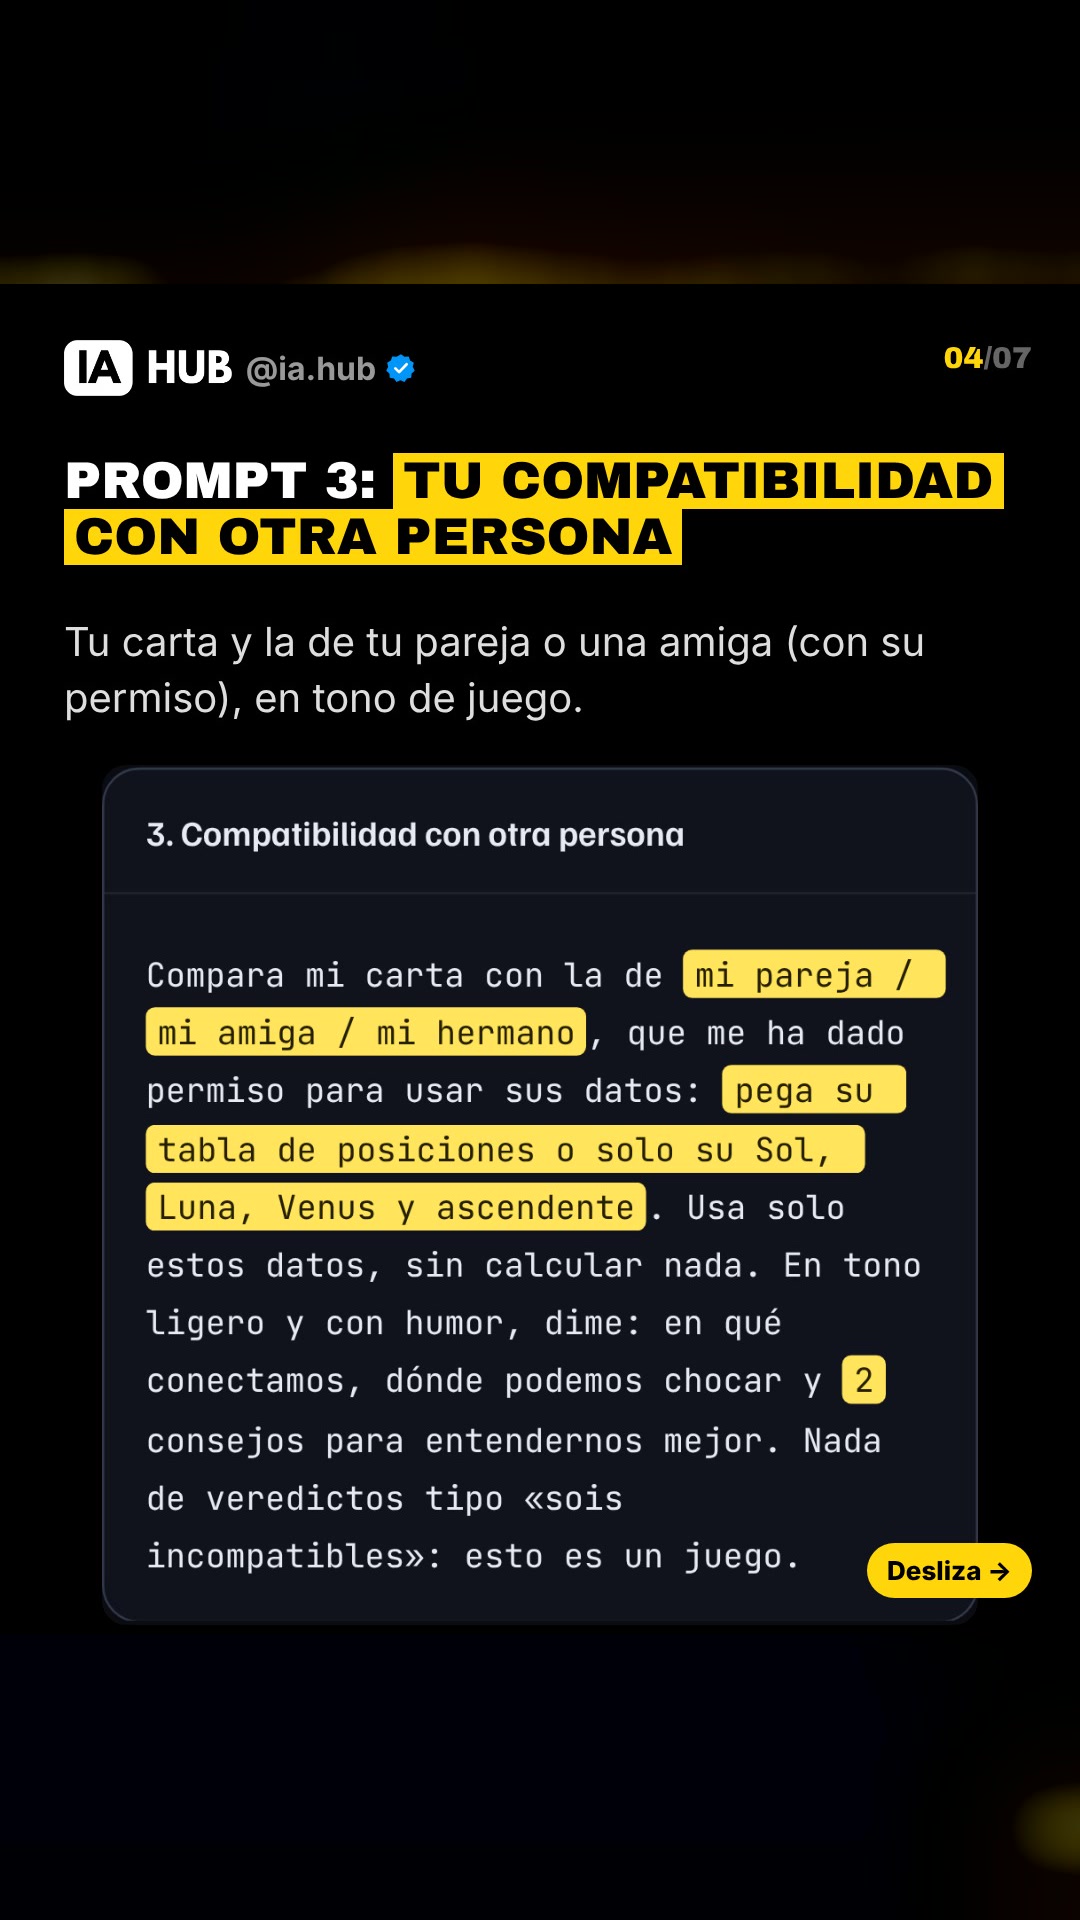 IA HUB @ia.hub
04/07
PROMPT 3: TU COMPATIBILIDAD
CON OTRA PERSONA
Tu carta y la de tu pareja o una amiga (con su
permiso), en tono de juego.
3. Compatibilidad con otra persona
Compara mi carta con la de mi pareja /
mi amiga / mi hermano, que me ha dado
permiso para usar sus datos: pega su
tabla de posiciones o solo su Sol,
Luna, Venus y ascendente. Usa solo
estos datos, sin calcular nada. En tono
ligero y con humor, dime: en qué
conectamos, dónde podemos chocar y 2
consejos para entendernos mejor. Nada
de veredictos tipo «sois
incompatibles»: esto es un juego.
Desliza →